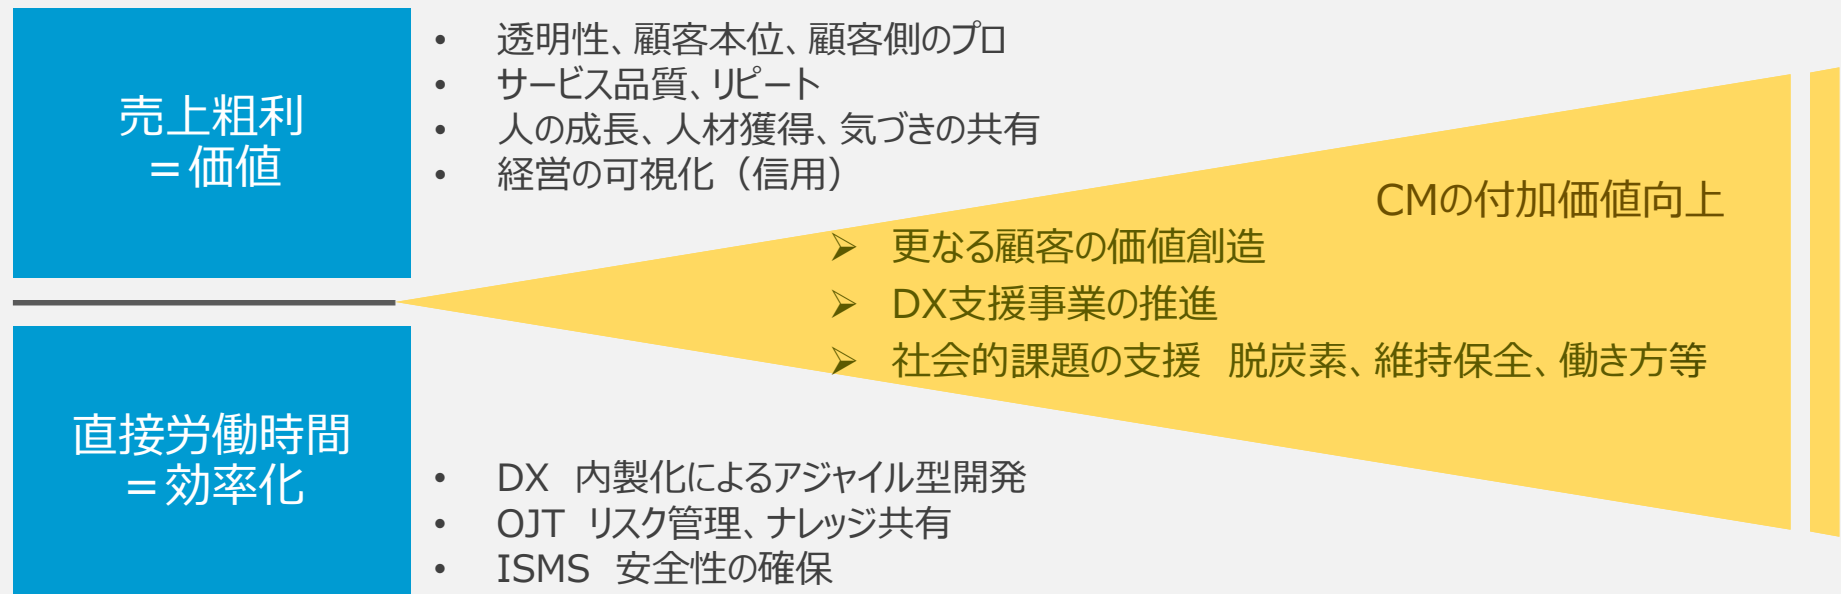 売上粗利
＝価値
• 透明性、顧客本位、顧客側のプロ
• サービス品質、リピート
• 人の成長、人材獲得、気づきの共有
• 経営の可視化（信用）
CMの付加価値向上
➢ 更なる顧客の価値創造
➢ DX支援事業の推進
➢ 社会的課題の支援　脱炭素、維持保全、働き方等
直接労働時間
＝効率化
• DX　内製化によるアジャイル型開発
• OJT　リスク管理、ナレッジ共有
• ISMS　安全性の確保